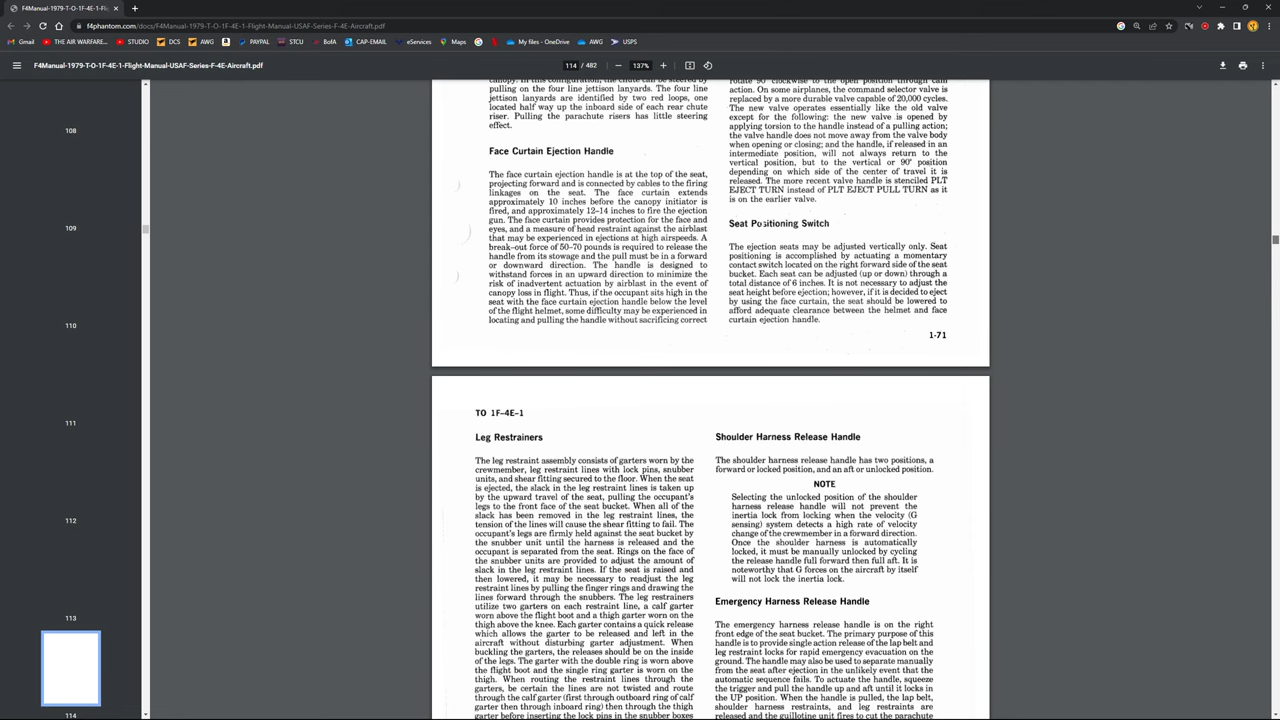 F4Manual-1979-T-O-1F-4E-1-Fli
f4phantom.com/docs/F4Manual-1979-T-O-1F-4E-1-Flight-Manual-USAF-Series-F-4E-Aircraft.pdf
Gmail THE AIR WARFARE... STUDIO DCS AWG PAYPAL STCU BofA CAP-EMAIL eServices Maps My files - OneDrive AWG USPS
F4Manual-1979-T-O-1F-4E-1-Flight-Manual-USAF-Series-F-4E-Aircraft.pdf 114 / 482 137%
108
109
110
111
112
113
114
canopy. In this configuration, the chute can be steered by
pulling on the four line jettison lanyards. The four line
jettison lanyards are identified by two red loops, one
located half way up the inboard side of each rear chute
riser. Pulling the parachute risers has little steering
effect.
Face Curtain Ejection Handle
The face curtain ejection handle is at the top of the seat,
projecting forward and is connected by cables to the firing
linkages on the seat. The face curtain extends
approximately 10 inches before the canopy initiator is
fired, and approximately 12-14 inches to fire the ejection
gun. The face curtain provides protection for the face and
eyes, and a measure of head restraint against the airblast
that may be experienced in ejections at high airspeeds. A
break-out force of 50-70 pounds is required to release the
handle from its stowage and the pull must be in a forward
or downward direction. The handle is designed to
withstand forces in an upward direction to minimize the
risk of inadvertent actuation by airblast in the event of
canopy loss in flight. Thus, if the occupant sits high in the
seat with the face curtain ejection handle below the level
of the flight helmet, some difficulty may be experienced in
locating and pulling the handle without sacrificing correct
rotate 90° clockwise to the open position through cam
action. On some airplanes, the command selector valve is
replaced by a more durable valve capable of 20,000 cycles.
The new valve operates essentially like the old valve
except for the following: the new valve is opened by
applying torsion to the handle instead of a pulling action;
the valve handle does not move away from the valve body
when opening or closing; and the handle, if released in an
intermediate position, will not always return to the
vertical position, but to the vertical or 90° position
depending on which side of the center of travel it is
released. The more recent valve handle is stenciled PLT
EJECT TURN instead of PLT EJECT PULL TURN as it
is on the earlier valve.
Seat Positioning Switch
The ejection seats may be adjusted vertically only. Seat
positioning is accomplished by actuating a momentary
contact switch located on the right forward side of the seat
bucket. Each seat can be adjusted (up or down) through a
total distance of 6 inches. It is not necessary to adjust the
seat height before ejection; however, if it is decided to eject
by using the face curtain, the seat should be lowered to
afford adequate clearance between the helmet and face
curtain ejection handle.
1-71
TO 1F-4E-1
Leg Restrainers
The leg restraint assembly consists of garters worn by the
crewmember, leg restraint lines with lock pins, snubber
units, and shear fitting secured to the floor. When the seat
is ejected, the slack in the leg restraint lines is taken up
by the upward travel of the seat, pulling the occupant's
legs to the front face of the seat bucket. When all of the
slack has been removed in the leg restraint lines, the
tension of the lines will cause the shear fitting to fail. The
occupant's legs are firmly held against the seat bucket by
the snubber unit until the harness is released and the
occupant is separated from the seat. Rings on the face of
the snubber units are provided to adjust the amount of
slack in the leg restraint lines. If the seat is raised and
then lowered, it may be necessary to readjust the leg
restraint lines by pulling the finger rings and drawing the
lines forward through the snubbers. The leg restrainers
utilize two garters on each restraint line, a calf garter
worn above the flight boot and a thigh garter worn on the
thigh above the knee. Each garter contains a quick release
which allows the garter to be released and left in the
aircraft without disturbing garter adjustment. When
buckling the garters, the releases should be on the inside
of the legs. The garter with the double ring is worn above
the flight boot and the single ring garter is worn on the
thigh. When routing the restraint lines through the
garters, be certain the lines are not twisted and route
through the calf garter (first through outboard ring of calf
garter then through inboard ring) then through the thigh
garter before inserting the lock pins in the snubber boxes
Shoulder Harness Release Handle
The shoulder harness release handle has two positions, a
forward or locked position, and an aft or unlocked position.
NOTE
Selecting the unlocked position of the shoulder
harness release handle will not prevent the
inertia lock from locking when the velocity (G
sensing) system detects a high rate of velocity
change of the crewmember in a forward direction.
Once the shoulder harness is automatically
locked, it must be manually unlocked by cycling
the release handle full forward then full aft. It is
noteworthy that G forces on the aircraft by itself
will not lock the inertia lock.
Emergency Harness Release Handle
The emergency harness release handle is on the right
front edge of the seat bucket. The primary purpose of this
handle is to provide single action release of the lap belt and
leg restraint locks for rapid emergency evacuation on the
ground. The handle may also be used to separate manually
from the seat after ejection in the unlikely event that the
automatic sequence fails. To actuate the handle, squeeze
the trigger and pull the handle up and aft until it locks in
the UP position. When the handle is pulled, the lap belt,
shoulder harness restraints, and leg restraints are
released and the guillotine unit fires to cut the parachute